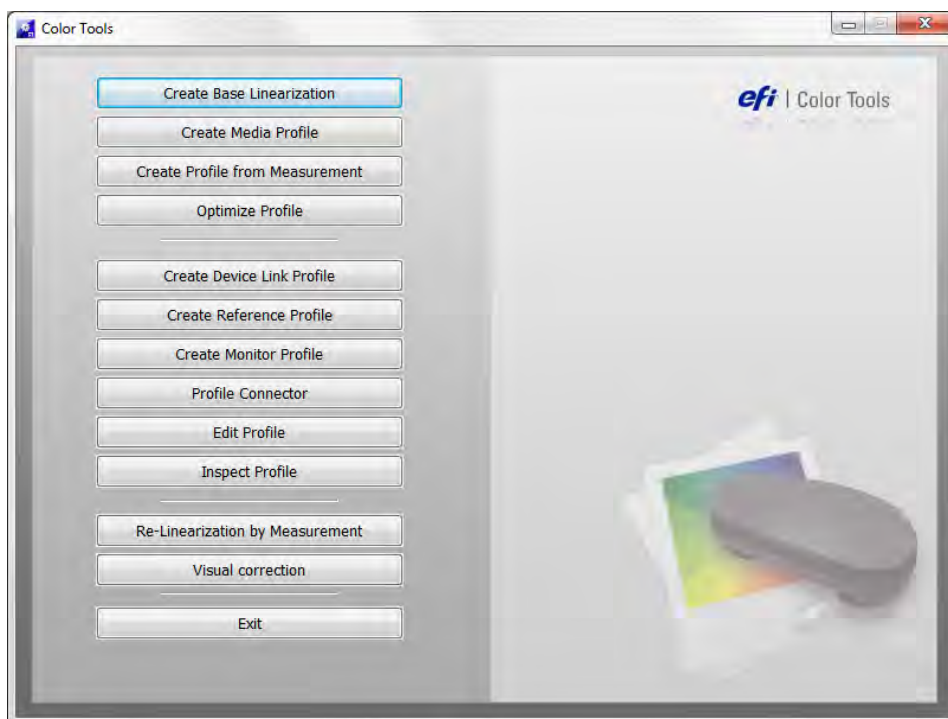 Color Tools
Create Base Linearization
efi | Color Tools
Create Media Profile
Create Profile from Measurement
Optimize Profile
Create Device Link Profile
Create Reference Profile
Create Monitor Profile
Profile Connector
Edit Profile
Inspect Profile
Re-Linearization by Measurement
Visual correction
Exit